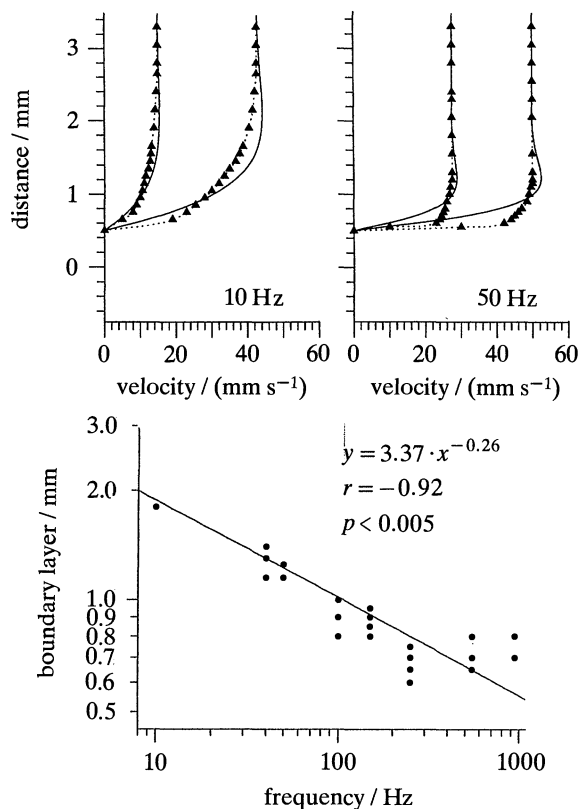 3
2
1
0
distance / mm
10 Hz
50 Hz
0 20 40 60
0 20 40 60
velocity / (mm s⁻¹)
velocity / (mm s⁻¹)
3.0
2.0
1.0
0.9
0.8
0.7
0.6
0.5
boundary layer / mm
y = 3.37 · x⁻⁰·²⁶
r = −0.92
p < 0.005
10 100 1000
frequency / Hz